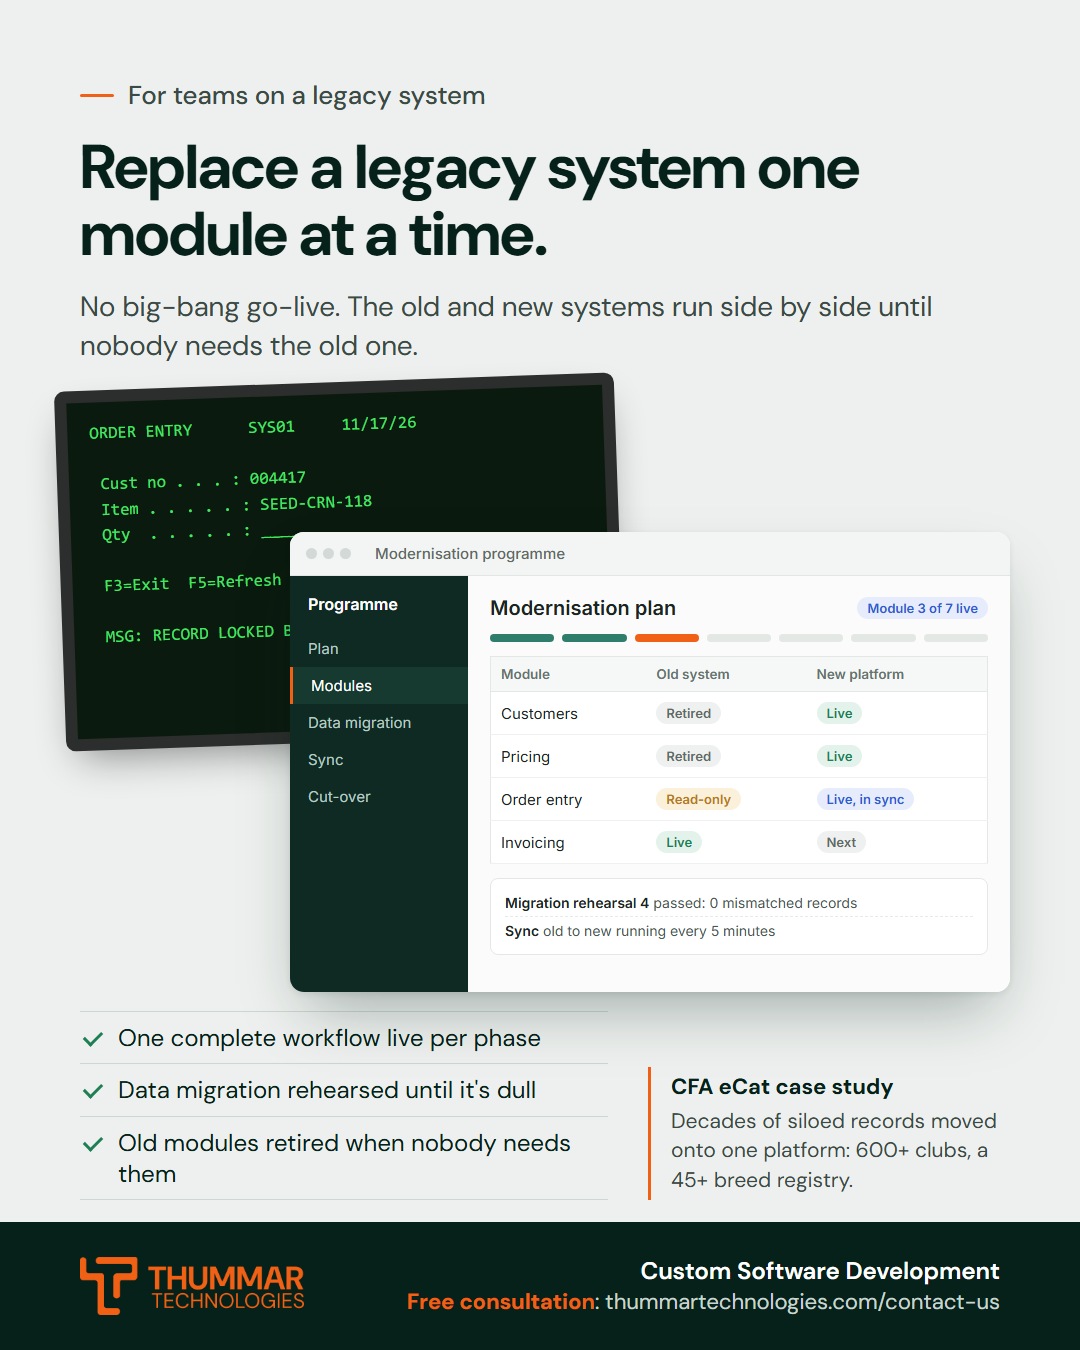 For teams on a legacy system
Replace a legacy system one
module at a time.
No big-bang go-live. The old and new systems run side by side until
nobody needs the old one.
ORDER ENTRY SYS01 11/17/26
Cust no . . . : 004417
Item . . . . . : SEED-CRN-118
Qty . . . . . : ___
F3=Exit F5=Refresh
MSG: RECORD LOCKED
Modernisation programme
Programme
Plan
Modules
Data migration
Sync
Cut-over
Modernisation plan
Module 3 of 7 live
Module Old system New platform
Customers Retired Live
Pricing Retired Live
Order entry Read-only Live, in sync
Invoicing Live Next
Migration rehearsal 4 passed: 0 mismatched records
Sync old to new running every 5 minutes
One complete workflow live per phase
Data migration rehearsed until it's dull
Old modules retired when nobody needs
them
CFA eCat case study
Decades of siloed records moved
onto one platform: 600+ clubs, a
45+ breed registry.
THUMMAR
TECHNOLOGIES
Custom Software Development
Free consultation: thummartechnologies.com/contact-us